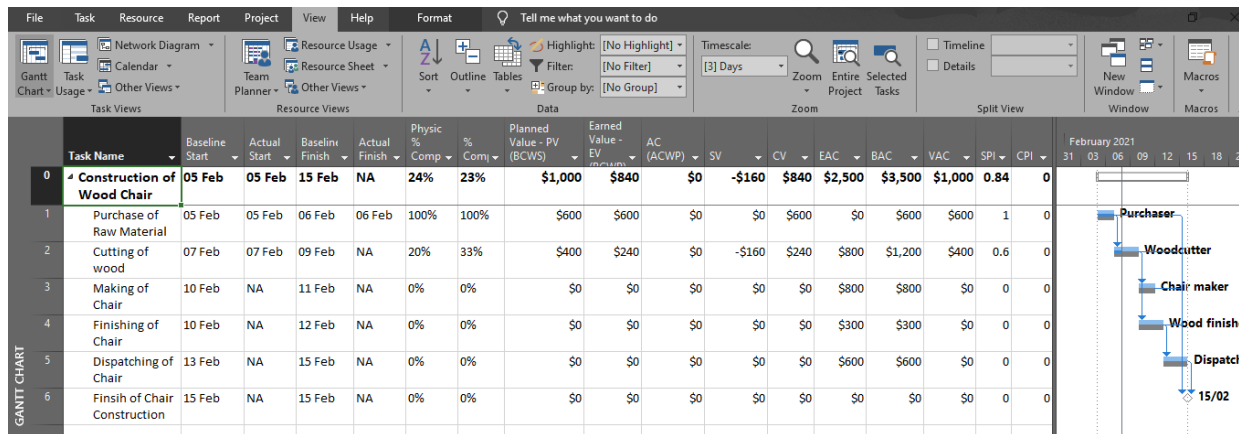 File Task Resource Report Project View Help Format Tell me what you want to do
Gantt Chart
Task Usage
Network Diagram
Calendar
Other Views
Task Views
Team Planner
Resource Usage
Resource Sheet
Other Views
Resource Views
Sort
Outline
Tables
Highlight: [No Highlight]
Filter: [No Filter]
Group by: [No Group]
Data
Timescale:
[3] Days
Zoom
Entire Project
Selected Tasks
Zoom
Timeline
Details
Split View
New Window
Window
Macros
Macros
Task Name
Baseline Start
Actual Start
Baseline Finish
Actual Finish
Physic % Comp
% Comp
Planned Value - PV (BCWS)
Earned Value - EV
AC (ACWP)
SV
CV
EAC
BAC
VAC
SPI
CPI
February 2021
31 03 06 09 12 15 18
0 Construction of Wood Chair 05 Feb 05 Feb 15 Feb NA 24% 23% $1,000 $840 $0 -$160 $840 $2,500 $3,500 $1,000 0.84 0
1 Purchase of Raw Material 05 Feb 05 Feb 06 Feb 06 Feb 100% 100% $600 $600 $0 $0 $600 $0 $600 $600 1 0 Purchaser
2 Cutting of wood 07 Feb 07 Feb 09 Feb NA 20% 33% $400 $240 $0 -$160 $240 $800 $1,200 $400 0.6 0 Woodcutter
3 Making of Chair 10 Feb NA 11 Feb NA 0% 0% $0 $0 $0 $0 $0 $800 $800 $0 0 0 Chair maker
4 Finishing of Chair 10 Feb NA 12 Feb NA 0% 0% $0 $0 $0 $0 $0 $300 $300 $0 0 0 Wood finish
5 Dispatching of Chair 13 Feb NA 15 Feb NA 0% 0% $0 $0 $0 $0 $0 $600 $600 $0 0 0 Dispatch
6 Finsih of Chair Construction 15 Feb NA 15 Feb NA 0% 0% $0 $0 $0 $0 $0 $0 $0 $0 0 0 15/02
GANTT CHART